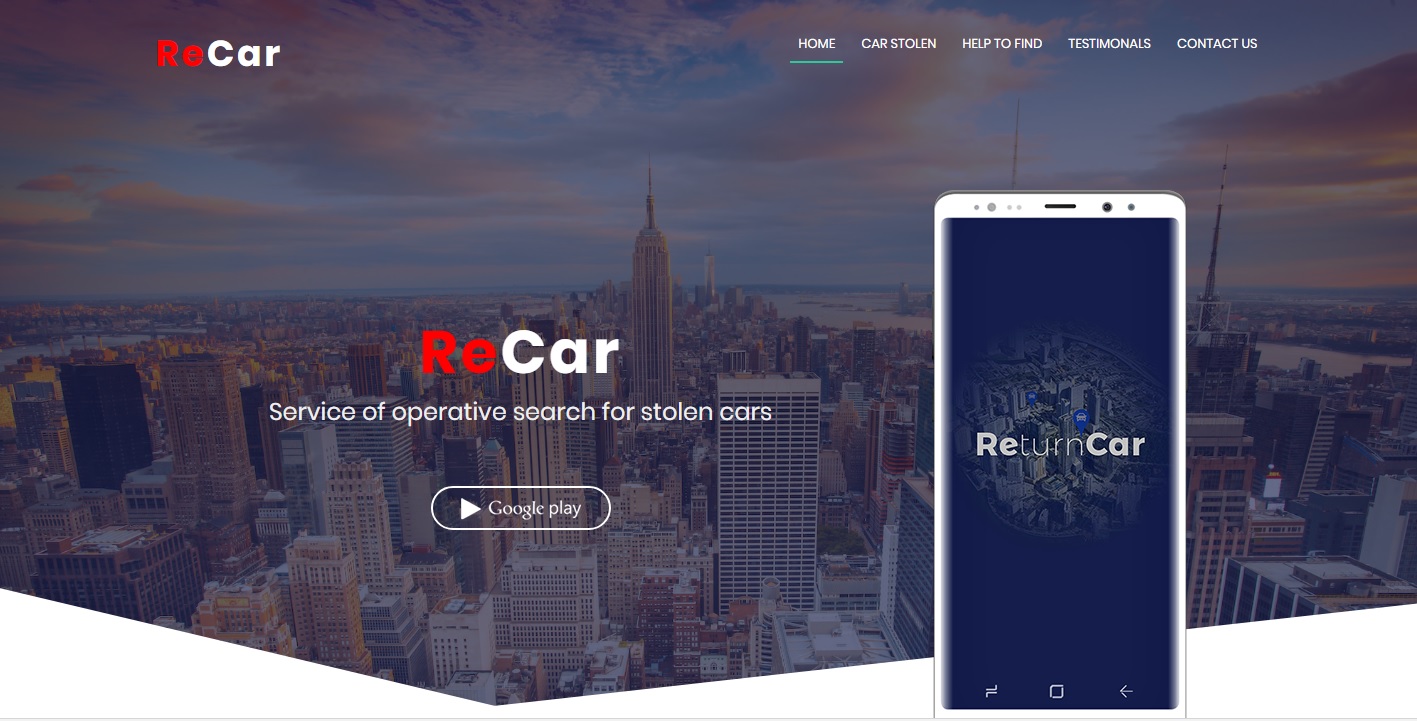 ReCar
HOME CAR STOLEN HELP TO FIND TESTIMONALS CONTACT US
ReCar
Service of operative search for stolen cars
Google play
ReturnCar